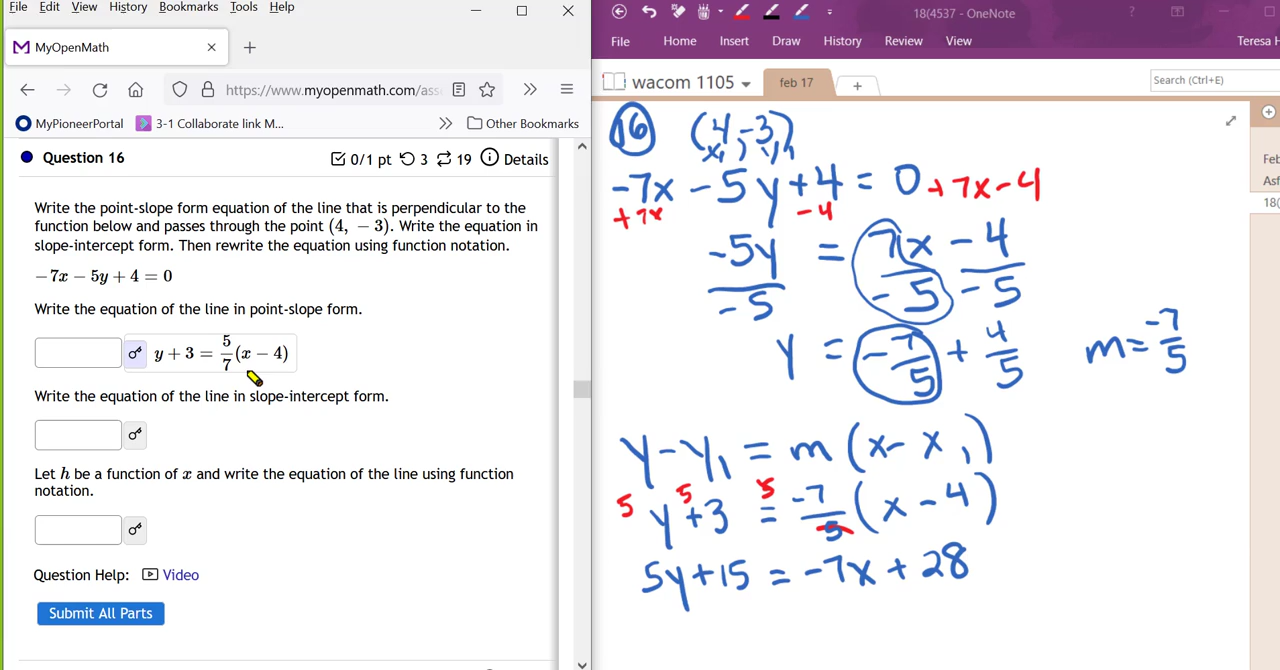 File Edit View History Bookmarks Tools Help
MyOpenMath
https://www.myopenmath.com/ass
MyPioneerPortal 3-1 Collaborate link M... Other Bookmarks
Question 16 0/1 pt 3 19 Details
Write the point-slope form equation of the line that is perpendicular to the
function below and passes through the point (4, − 3). Write the equation in
slope-intercept form. Then rewrite the equation using function notation.
− 7x − 5y + 4 = 0
Write the equation of the line in point-slope form.
y + 3 = 5/7 (x − 4)
Write the equation of the line in slope-intercept form.
Let h be a function of x and write the equation of the line using function
notation.
Question Help: Video
Submit All Parts
18(4537 - OneNote
File Home Insert Draw History Review View Teresa H
wacom 1105 feb 17 Search (Ctrl+E)
Feb
Asf
18(
16 (4, -3)
x1, y1
-7x - 5y + 4 = 0 + 7x - 4
+7x -4
-5y = 7x - 4
-5 -5 -5
y = -7/5 + 4/5 m = -7/5
y - y1 = m (x - x1)
5 5 5
y + 3 = -7/5 (x - 4)
5y + 15 = -7x + 28